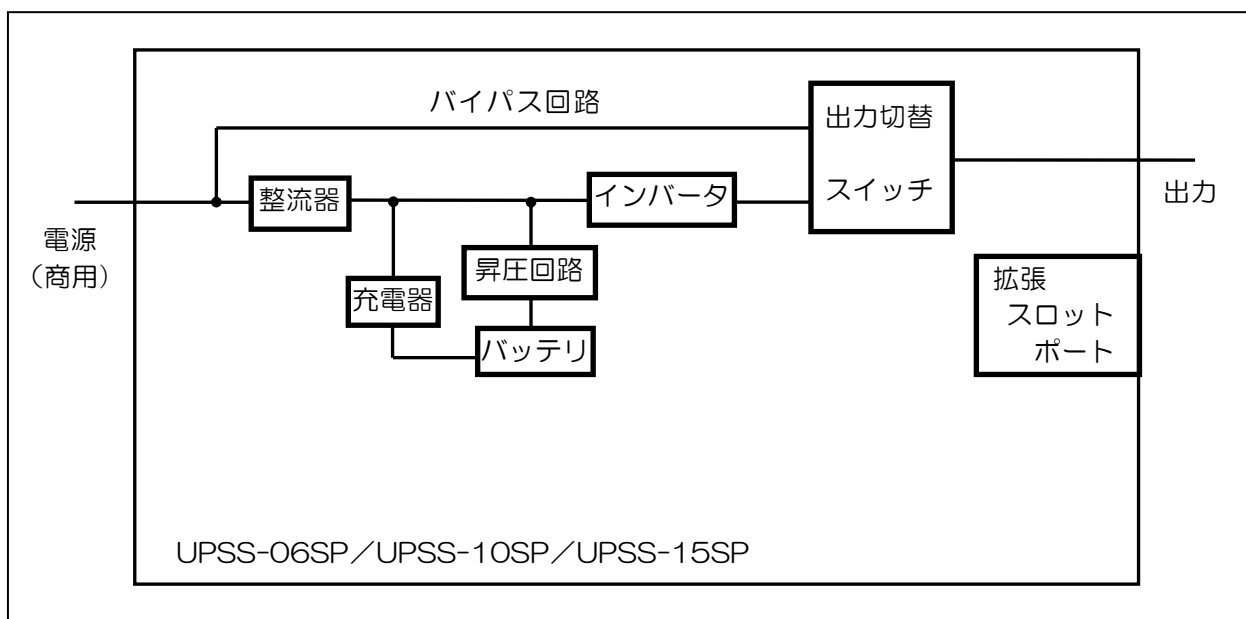 バイパス回路
出力切替
スイッチ
整流器
インバータ
出力
電源
(商用)
昇圧回路
充電器
バッテリ
拡張
スロット
ポート
UPSS-06SP/UPSS-10SP/UPSS-15SP